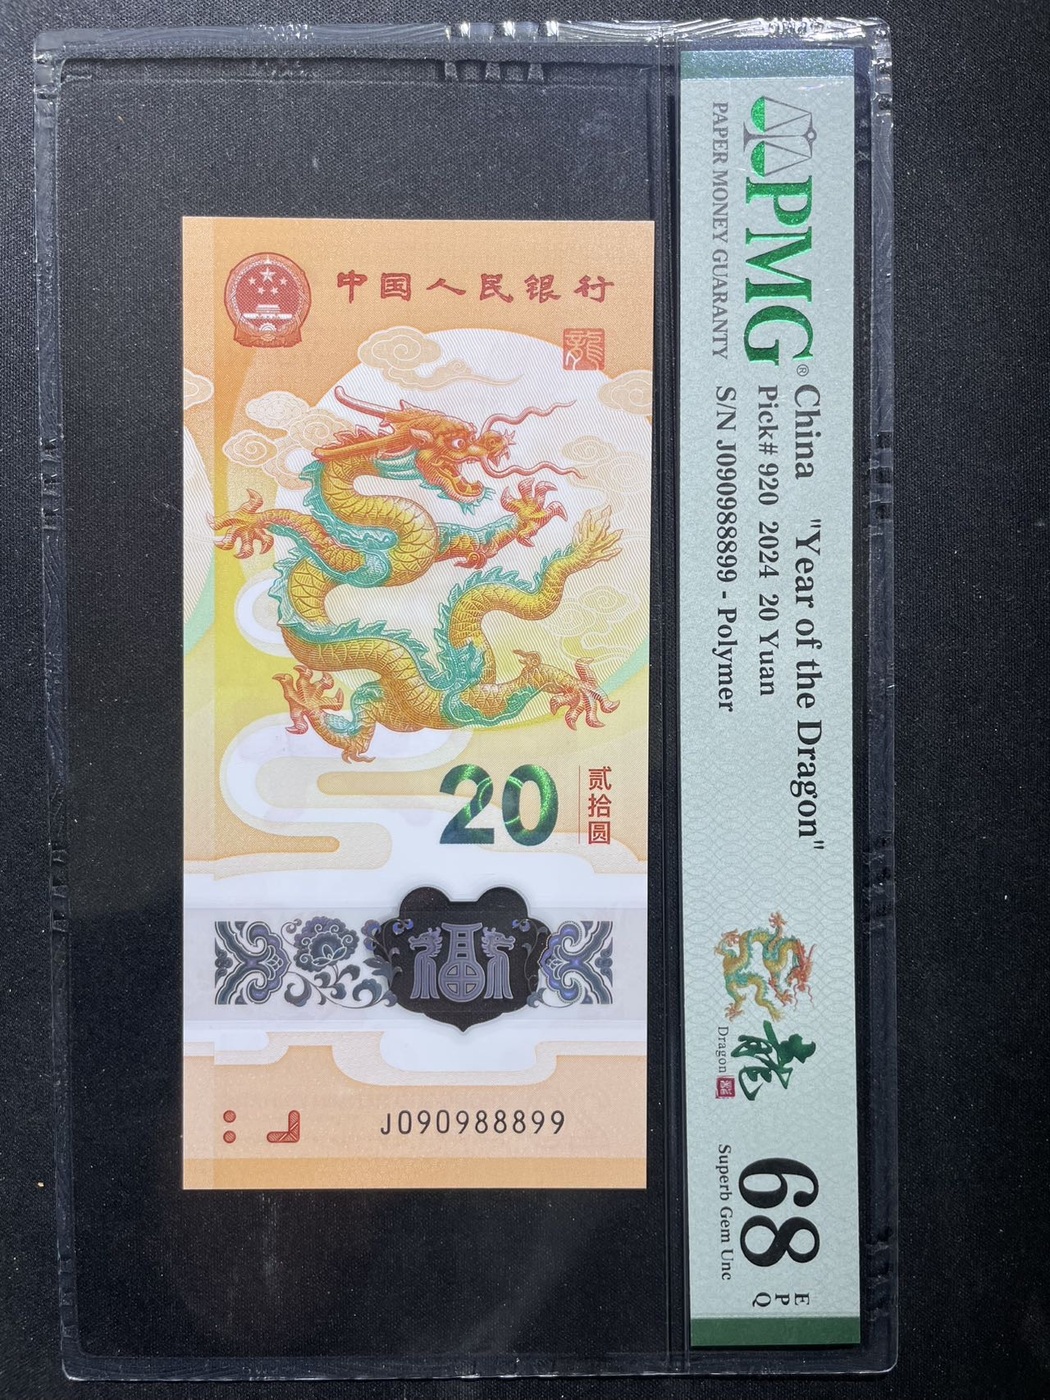 中国人民银行
龍
20
贰拾圆
J090988899
PMG®
PAPER MONEY GUARANTY
China "Year of the Dragon"
Pick# 920 2024 20 Yuan
S/N J090988899 - Polymer
龍
Dragon
68
EPQ
Superb Gem Unc